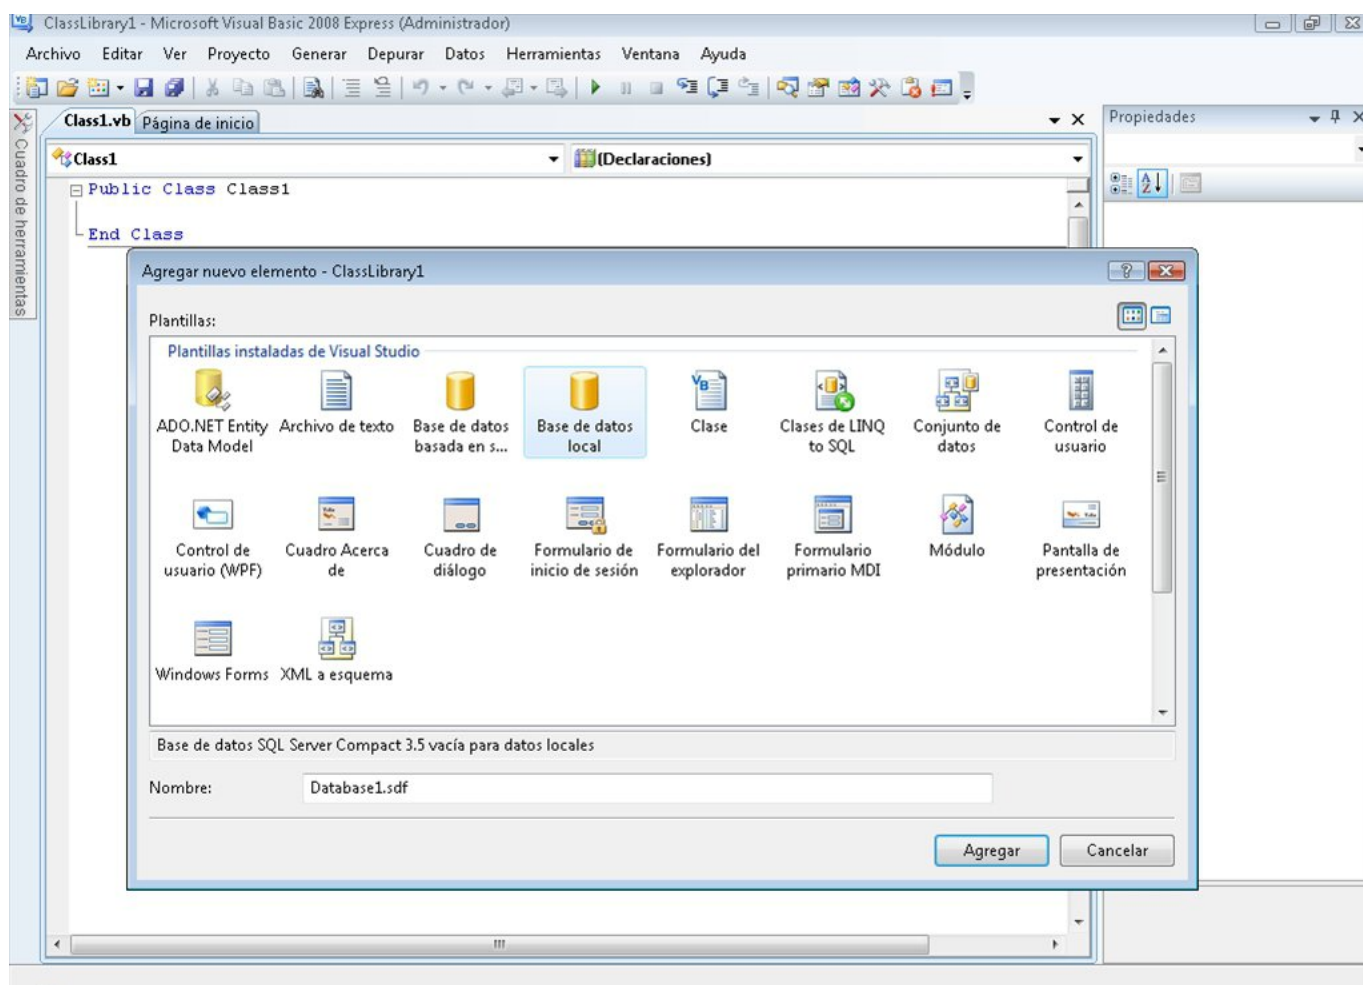 ClassLibrary1 - Microsoft Visual Basic 2008 Express (Administrador)
Archivo Editar Ver Proyecto Generar Depurar Datos Herramientas Ventana Ayuda
Class1.vb Página de inicio
Propiedades
Cuadro de herramientas
Class1 (Declaraciones)
Public Class Class1
End Class
Agregar nuevo elemento - ClassLibrary1
Plantillas:
Plantillas instaladas de Visual Studio
ADO.NET Entity Data Model
Archivo de texto
Base de datos basada en s...
Base de datos local
Clase
Clases de LINQ to SQL
Conjunto de datos
Control de usuario
Control de usuario (WPF)
Cuadro Acerca de
Cuadro de diálogo
Formulario de inicio de sesión
Formulario del explorador
Formulario primario MDI
Módulo
Pantalla de presentación
Windows Forms
XML a esquema
Base de datos SQL Server Compact 3.5 vacía para datos locales
Nombre: Database1.sdf
Agregar Cancelar